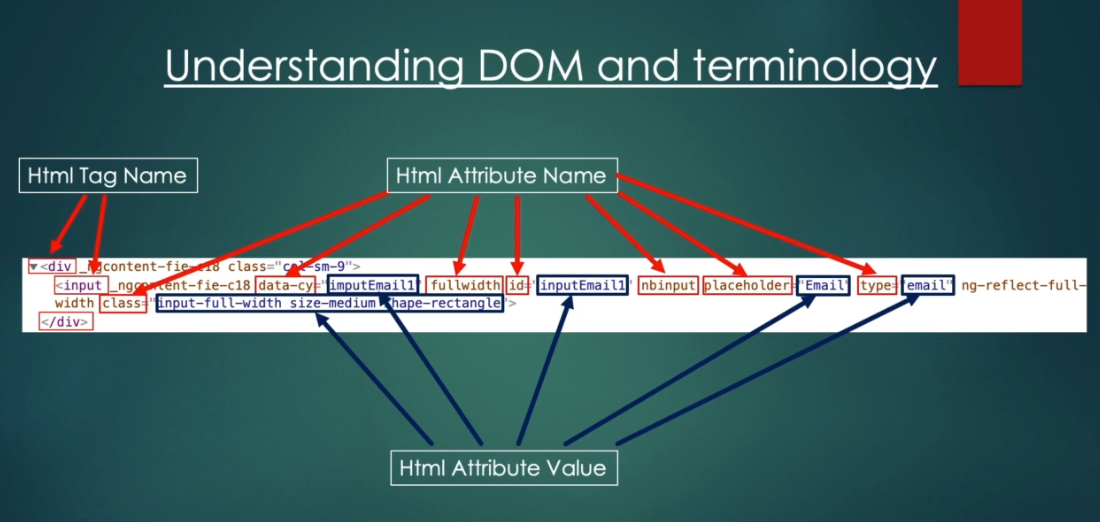 Understanding DOM and terminology
Html Tag Name
Html Attribute Name
<div _ngcontent-fie-c18 class="col-sm-9">
<input _ngcontent-fie-c18 data-cy="imputEmail1" fullwidth id="inputEmail1" nbinput placeholder="Email" type="email" ng-reflect-full-
width class="input-full-width size-medium shape-rectangle">
</div>
Html Attribute Value